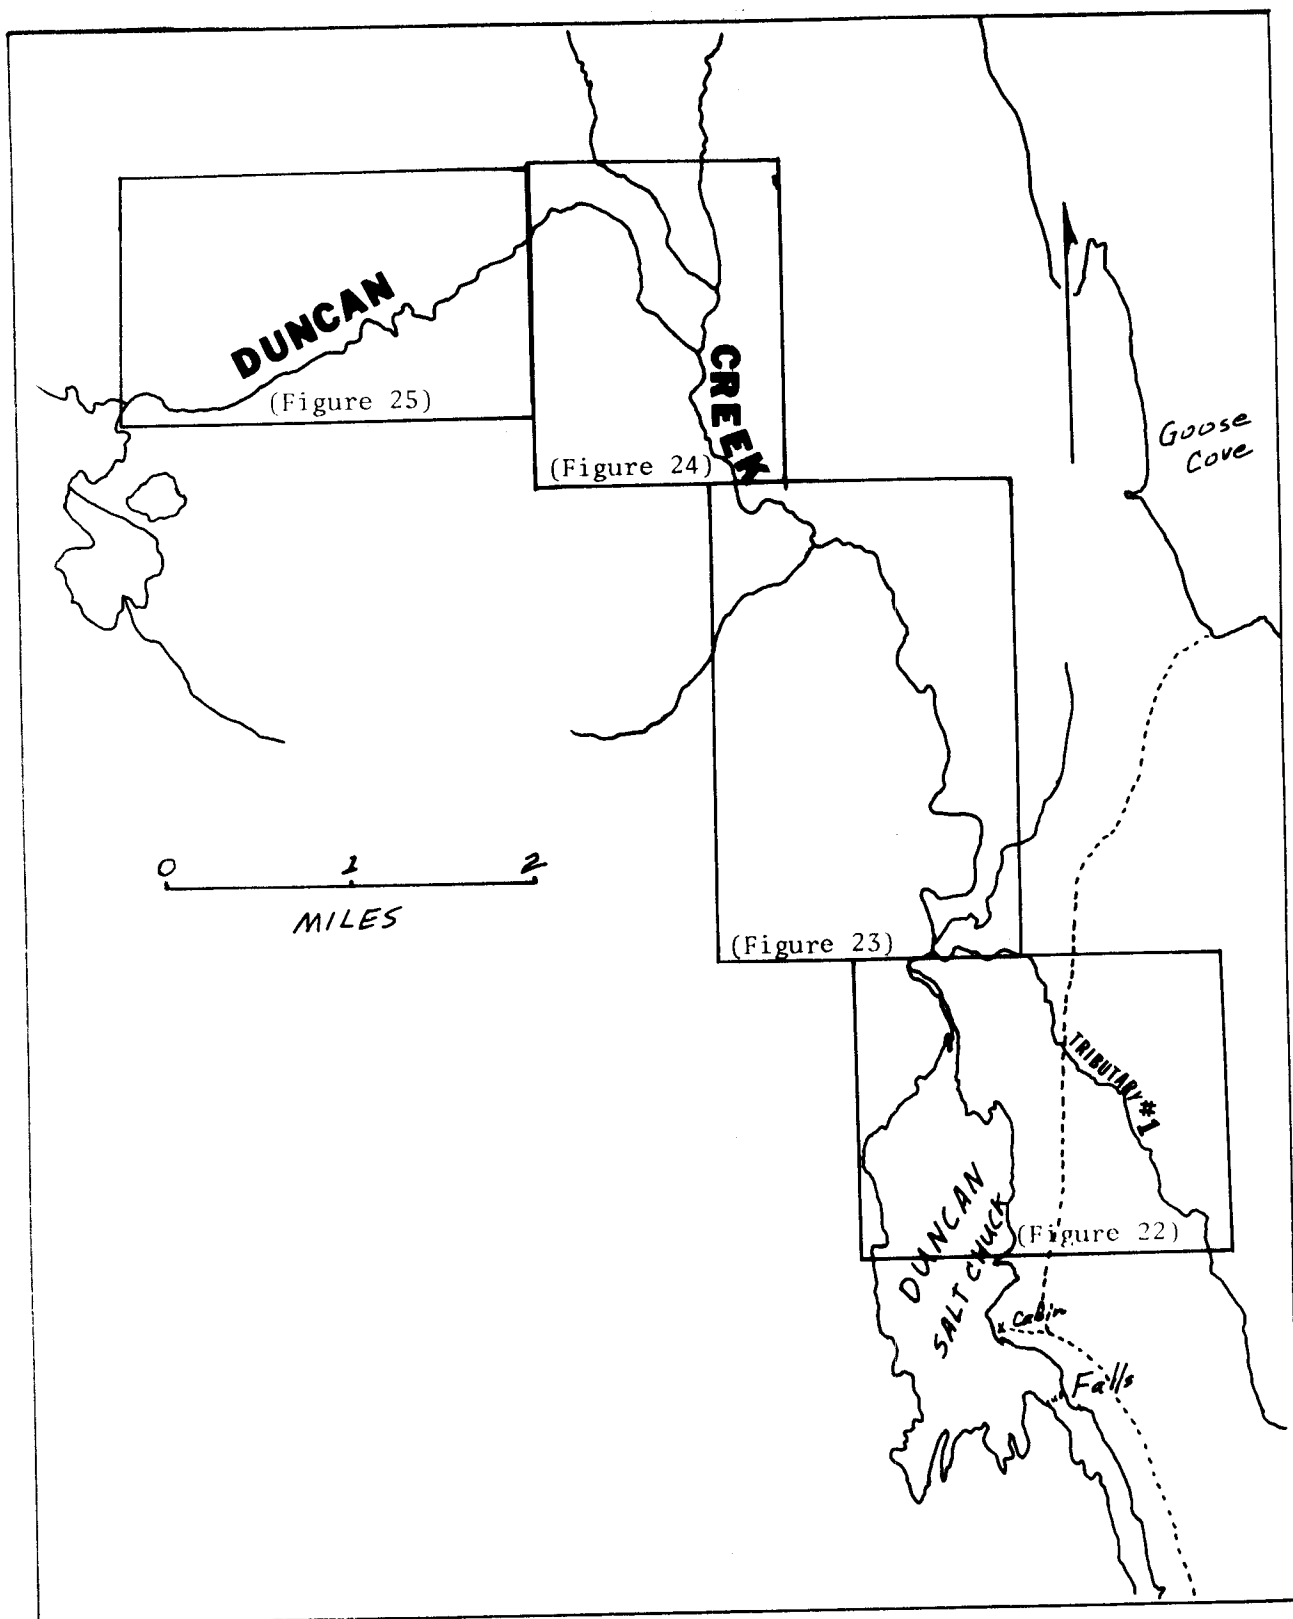 DUNCAN
CREEK
(Figure 25)
(Figure 24)
Goose
Cove
0 1 2
MILES
(Figure 23)
TRIBUTARY #1
DUNCAN
SALT CHUCK
(Figure 22)
Cabin
Falls